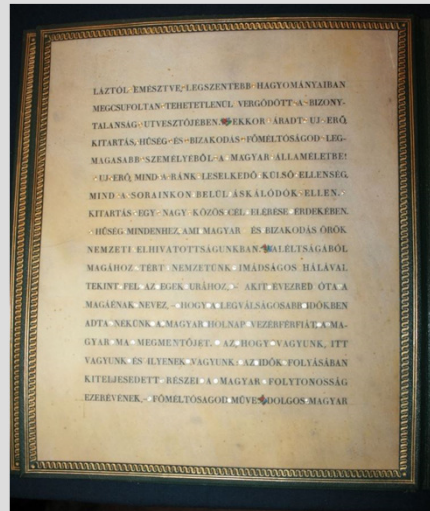 LÁZTÓL EMÉSZTVE, LEGSZENTEBB HAGYOMÁNYAIBAN
MEGCSUFOLTAN TEHETETLENÜL VERGŐDÖTT A BIZONY-
TALANSÁG UTVESZTŐJÉBEN. EKKOR ÁRADT UJ ERŐ,
KITARTÁS, HŰSÉG ÉS BIZAKODÁS FŐMÉLTÓSÁGOD LEG-
MAGASABB SZEMÉLYÉBŐL A MAGYAR ÁLLAMÉLETBE!
UJ ERŐ, MIND A RÁNK LESELKEDŐ KÜLSŐ ELLENSÉG,
MIND A SORAINKON BELÜL ÁSKÁLÓDÓK ELLEN.
KITARTÁS EGY NAGY KÖZÖS CÉL ELÉRÉSE ÉRDEKÉBEN.
HŰSÉG MINDENHEZ, AMI MAGYAR ÉS BIZAKODÁS ÖRÖK
NEMZETI ELHIVATOTTSÁGUNKBAN. ALÉLTSÁGÁBÓL
MAGÁHOZ TÉRT NEMZETÜNK IMÁDSÁGOS HÁLÁVAL
TEKINT FEL AZ EGEK URÁHOZ, - AKIT EVEZRED ÓTA A
MAGÁÉNAK NEVEZ, - HOGY A LEGVÁLSÁGOSABB IDŐKBEN
ADTA NEKÜNK A MAGYAR HOLNAP VEZÉRFÉRFIÁT, A MA-
GYAR MA MEGMENTŐJÉT. AZ HOGY VAGYUNK, ITT
VAGYUNK ÉS ILYENEK VAGYUNK: AZ IDŐK FOLYÁSÁBAN
KITELJESEDETT RÉSZEI A MAGYAR FOLYTONOSSÁG
EZERÉVÉNEK, - FŐMÉLTÓSÁGOD MŰVE. DOLGOS MAGYAR